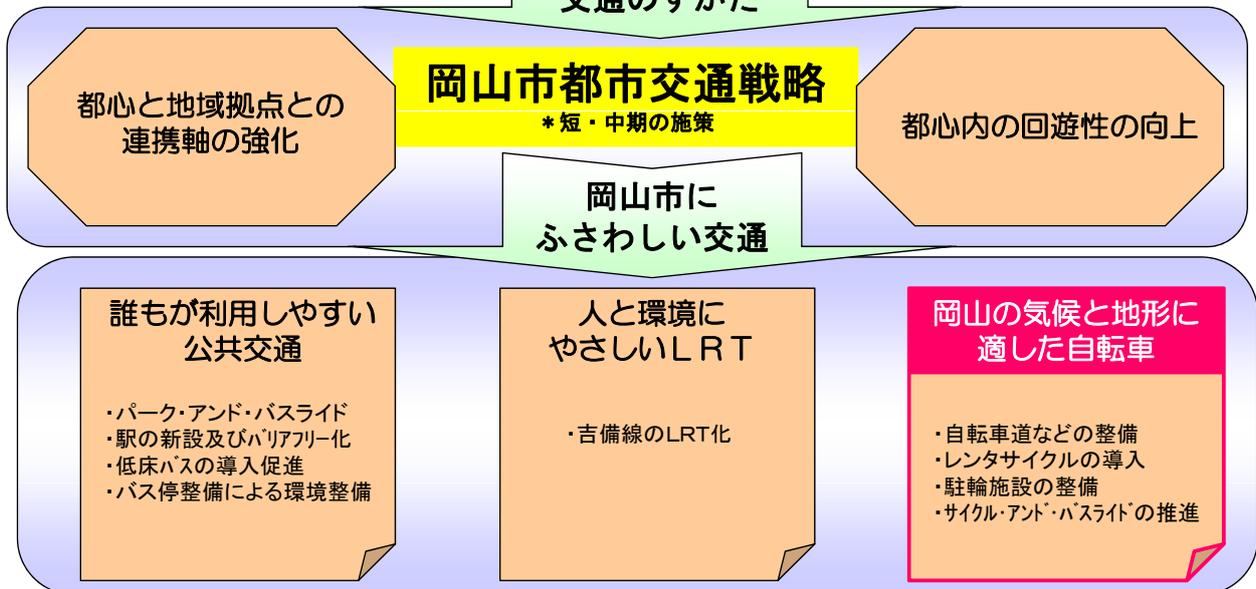 交通のすがた
都心と地域拠点との
連携軸の強化
岡山市都市交通戦略
*短・中期の施策
都心内の回遊性の向上
岡山市に
ふさわしい交通
誰もが利用しやすい
公共交通
・パーク・アンド・バスライド
・駅の新設及びﾊﾞﾘｱﾌﾘｰ化
・低床ﾊﾞｽの導入促進
・バス停整備による環境整備
人と環境に
やさしいＬＲＴ
・吉備線のLRT化
岡山の気候と地形に
適した自転車
・自転車道などの整備
・レンタサイクルの導入
・駐輪施設の整備
・ｻｲｸﾙ・ｱﾝﾄﾞ・ﾊﾞｽﾗｲﾄﾞの推進